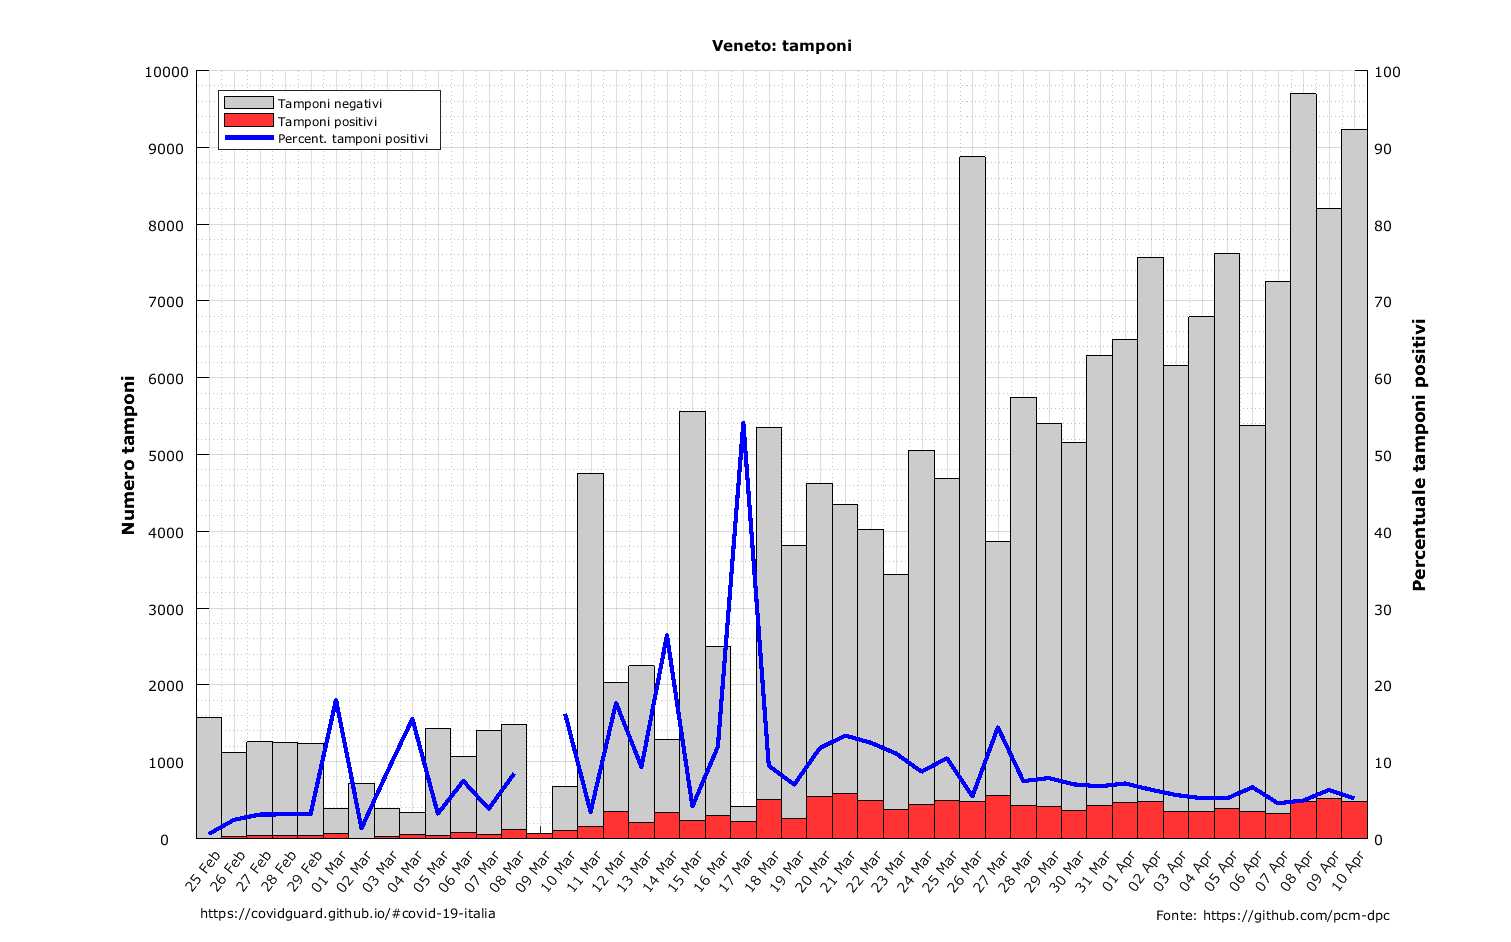 Veneto: tamponi
Tamponi negativi
Tamponi positivi
Percent. tamponi positivi
Numero tamponi
10000
9000
8000
7000
6000
5000
4000
3000
2000
1000
0
Percentuale tamponi positivi
100
90
80
70
60
50
40
30
20
10
0
25 Feb
26 Feb
27 Feb
28 Feb
29 Feb
01 Mar
02 Mar
03 Mar
04 Mar
05 Mar
06 Mar
07 Mar
08 Mar
09 Mar
10 Mar
11 Mar
12 Mar
13 Mar
14 Mar
15 Mar
16 Mar
17 Mar
18 Mar
19 Mar
20 Mar
21 Mar
22 Mar
23 Mar
24 Mar
25 Mar
26 Mar
27 Mar
28 Mar
29 Mar
30 Mar
31 Mar
01 Apr
02 Apr
03 Apr
04 Apr
05 Apr
06 Apr
07 Apr
08 Apr
09 Apr
10 Apr
https://covidguard.github.io/#covid-19-italia
Fonte: https://github.com/pcm-dpc